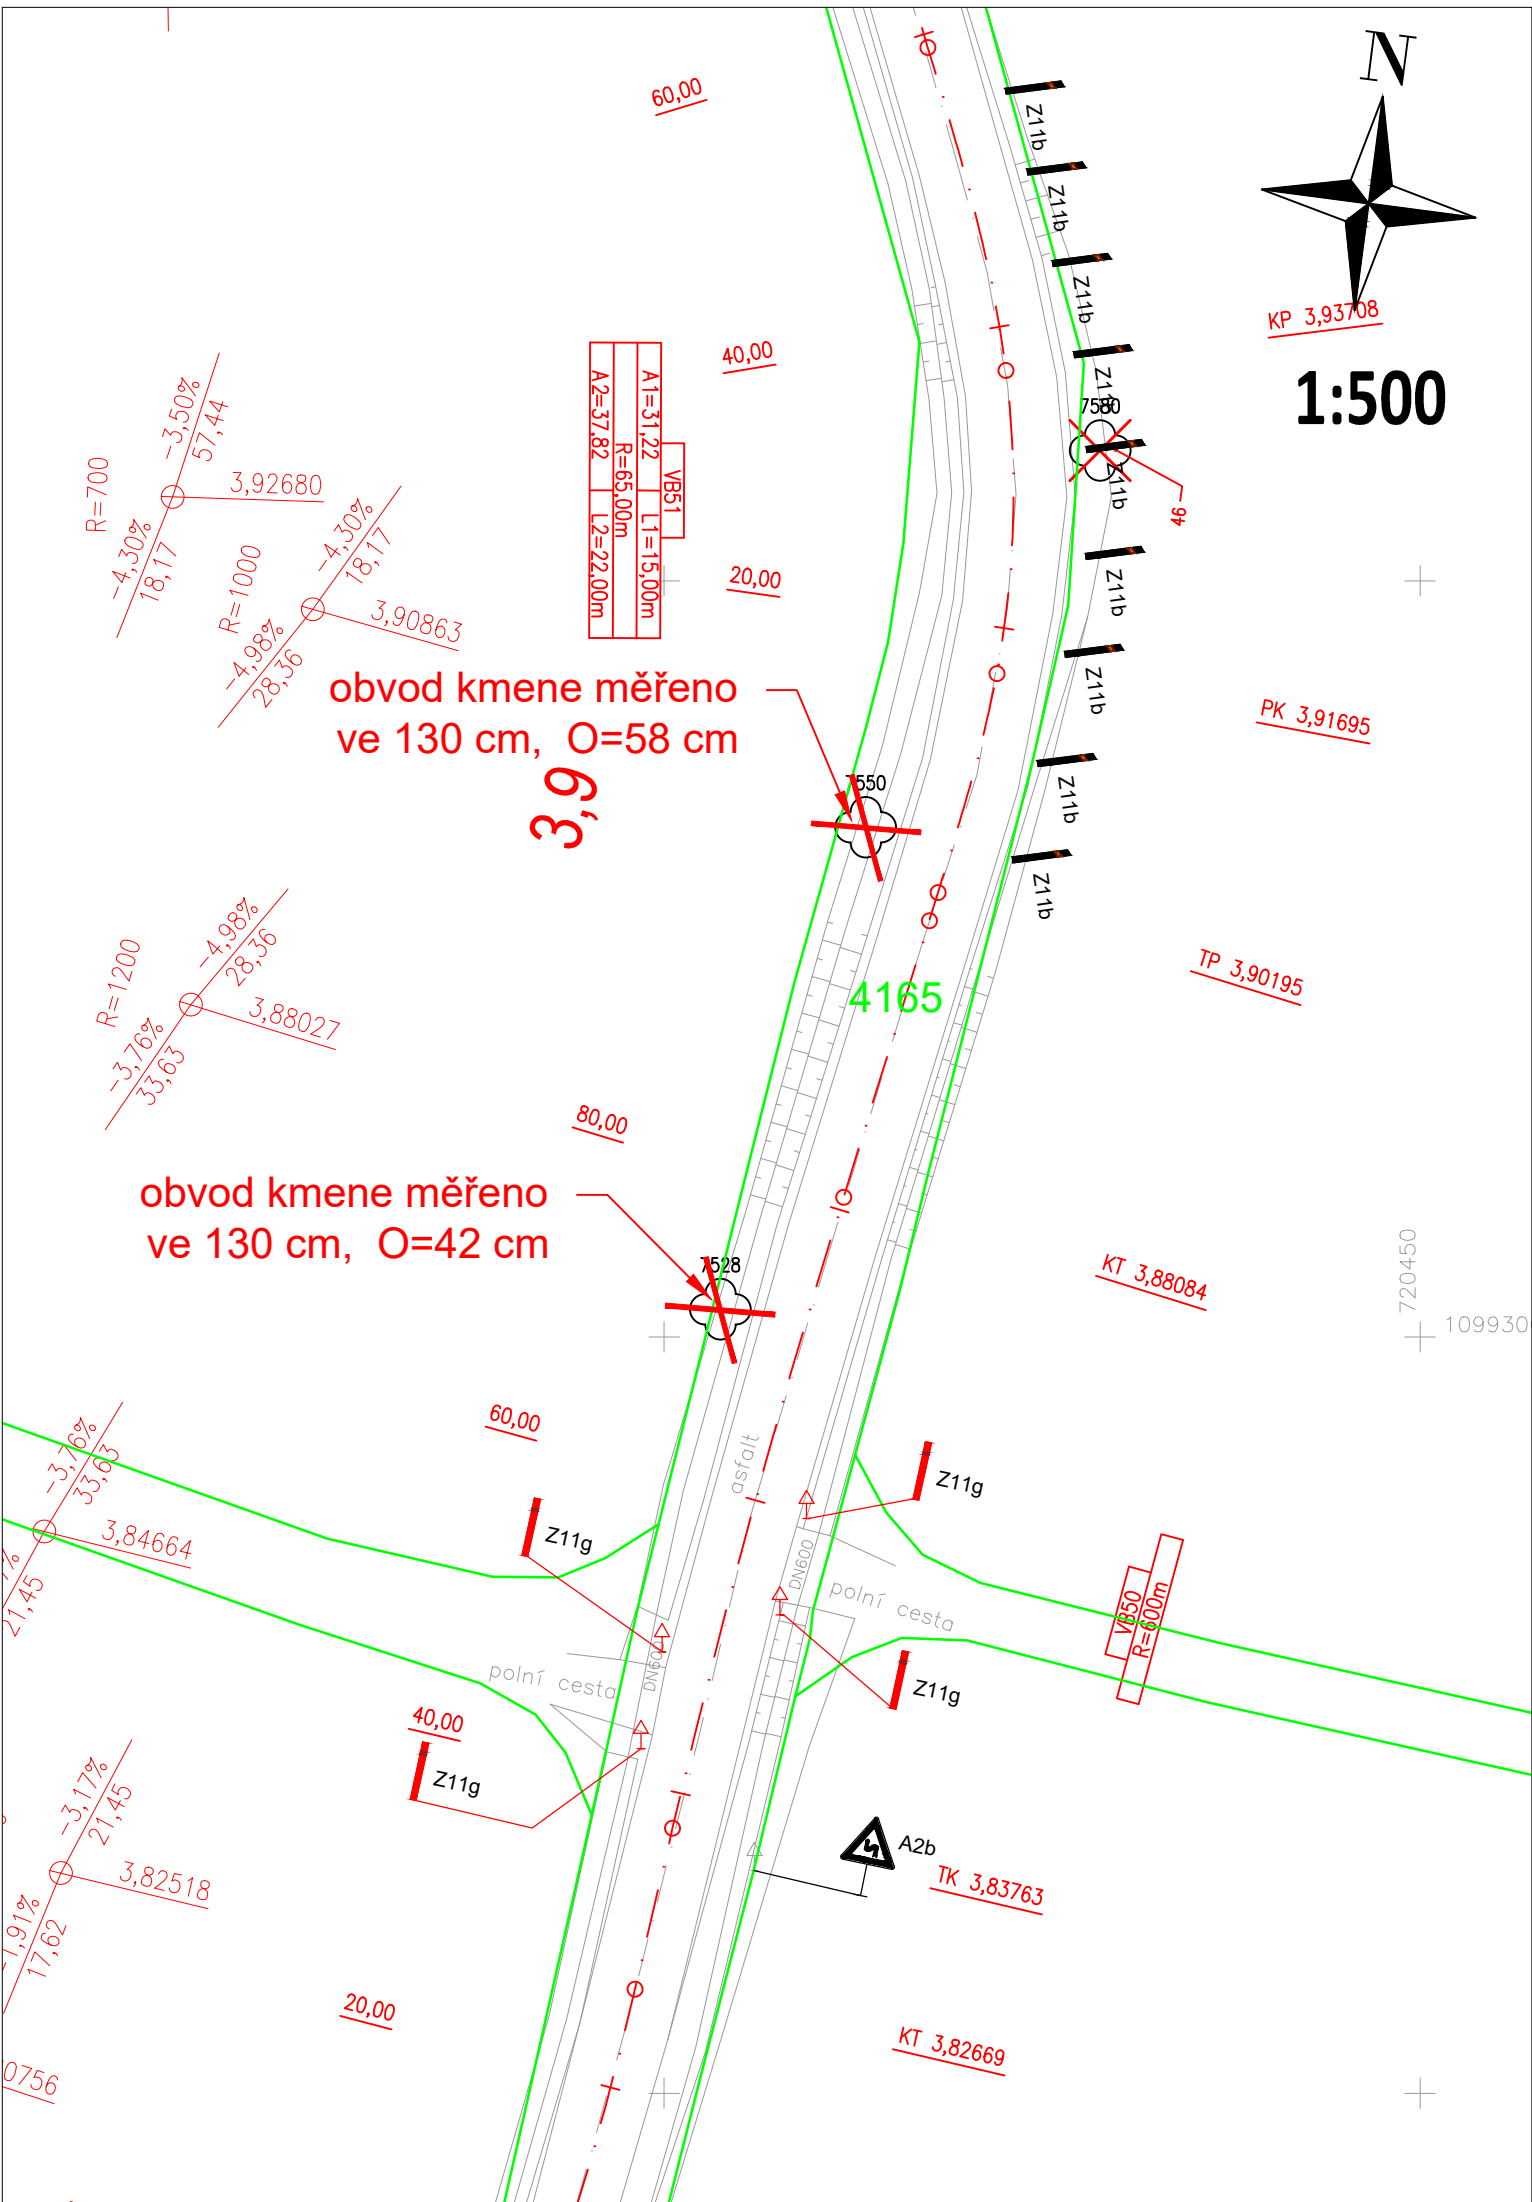 N
60,00
Z11b
Z11b
Z11b
KP 3,93708
1:500
40,00
Z11b
7580
Z11b
46
-3,50%
57,44
3,92680
R=700
-4,30%
18,17
A1=31,22
L1=15,00m
VB51
R=65,00m
A2=37,82
L2=22,00m
-4,30%
18,17
R=1000
3,90863
-4,98%
28,36
20,00
Z11b
Z11b
obvod kmene měřeno
ve 130 cm, O=58 cm
3,9
7550
PK 3,91695
Z11b
Z11b
-4,98%
28,36
R=1200
3,88027
-3,76%
33,63
TP 3,90195
4165
80,00
obvod kmene měřeno
ve 130 cm, O=42 cm
7528
KT 3,88084
720450
109930
60,00
asfalt
-3,76%
33,63
3,84664
21,45
Z11g
Z11g
DN600
polní cesta
VB50
R=600m
DN600
polní cesta
Z11g
40,00
Z11g
-3,17%
21,45
3,82518
1,91%
17,62
A2b
TK 3,83763
20,00
KT 3,82669
0756